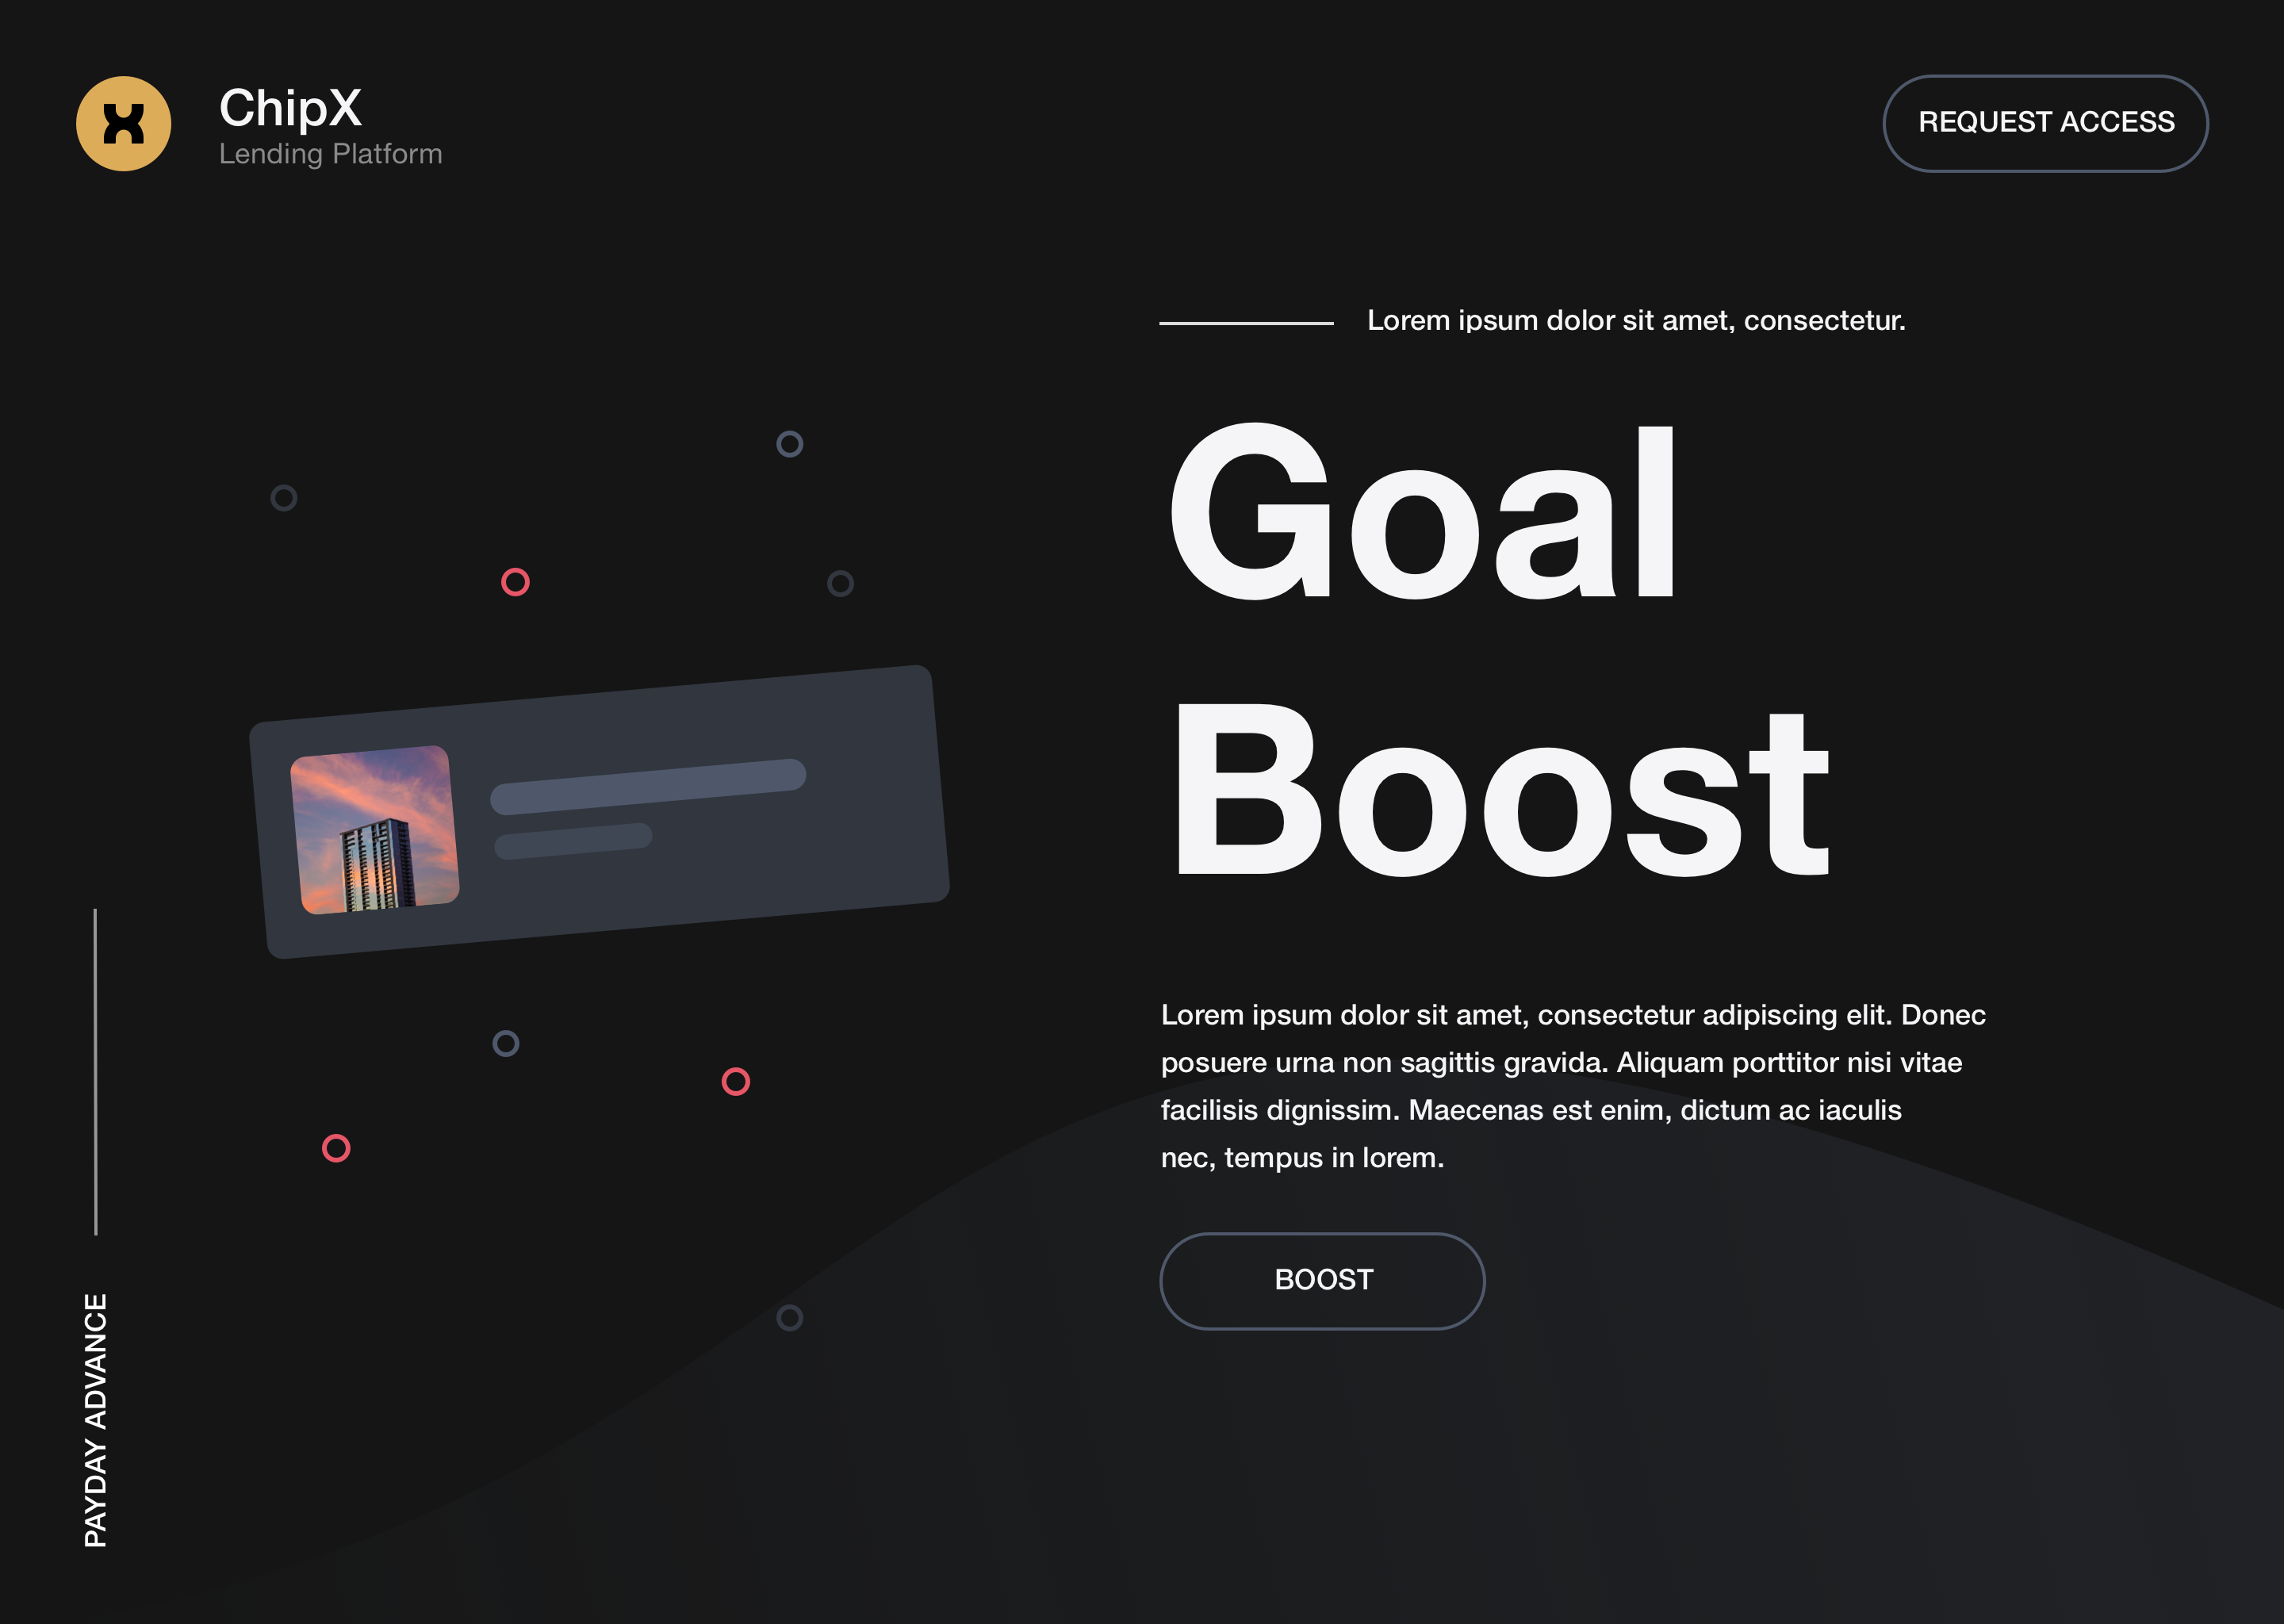 ChipX
Lending Platform
REQUEST ACCESS
Lorem ipsum dolor sit amet, consectetur.
Goal
Boost
Lorem ipsum dolor sit amet, consectetur adipiscing elit. Donec
posuere urna non sagittis gravida. Aliquam porttitor nisi vitae
facilisis dignissim. Maecenas est enim, dictum ac iaculis
nec, tempus in lorem.
BOOST
PAYDAY ADVANCE